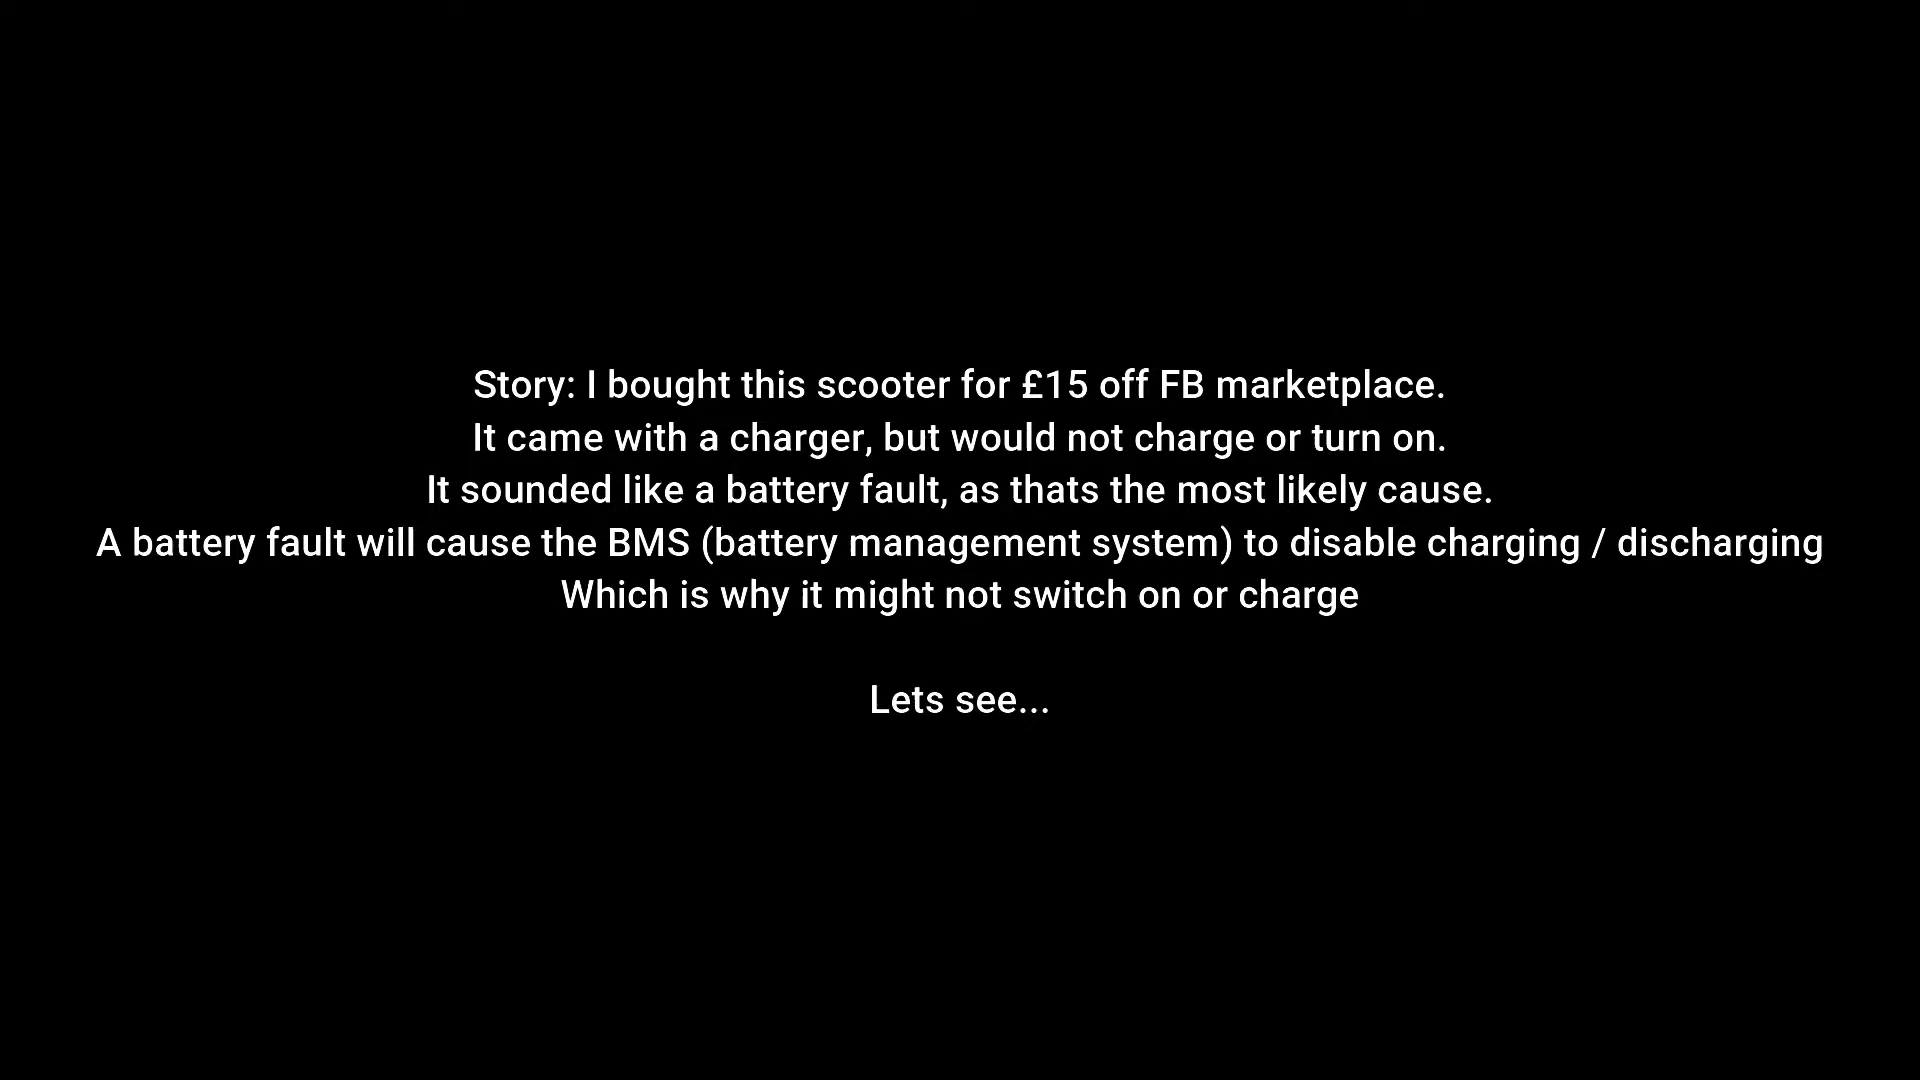 Story: I bought this scooter for £15 off FB marketplace.
It came with a charger, but would not charge or turn on.
It sounded like a battery fault, as thats the most likely cause.
A battery fault will cause the BMS (battery management system) to disable charging / discharging
Which is why it might not switch on or charge
Lets see...